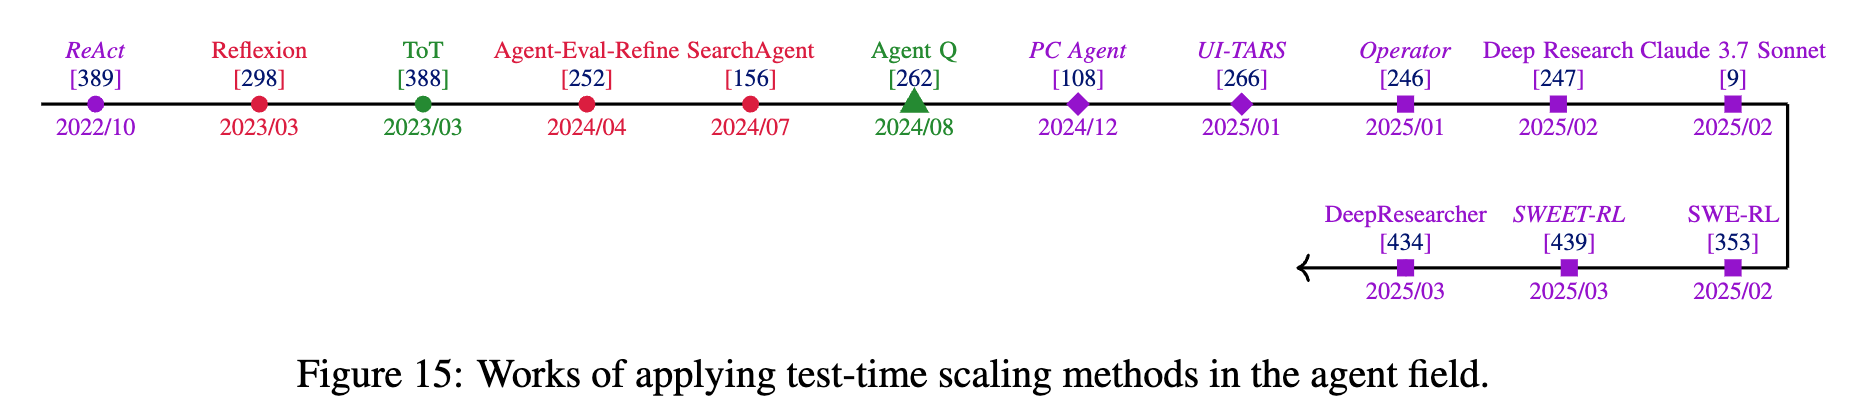 ReAct Reflexion ToT Agent-Eval-Refine SearchAgent Agent Q PC Agent UI-TARS Operator Deep Research Claude 3.7 Sonnet
[389] [298] [388] [252] [156] [262] [108] [266] [246] [247] [9]
2022/10 2023/03 2023/03 2024/04 2024/07 2024/08 2024/12 2025/01 2025/01 2025/02 2025/02
DeepResearcher SWEET-RL SWE-RL
[434] [439] [353]
2025/03 2025/03 2025/02
Figure 15: Works of applying test-time scaling methods in the agent field.